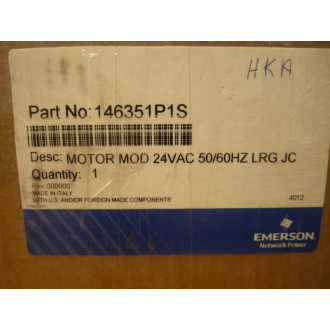 HKA
Part No:146351P1S
Desc: MOTOR MOD 24VAC 50/60HZ LRG JC
Quantity: 1
Rev: 000000
MADE IN ITALY
WITH U.S. AND/OR FOREIGN MADE COMPONENTS
4012
EMERSON
Network Power